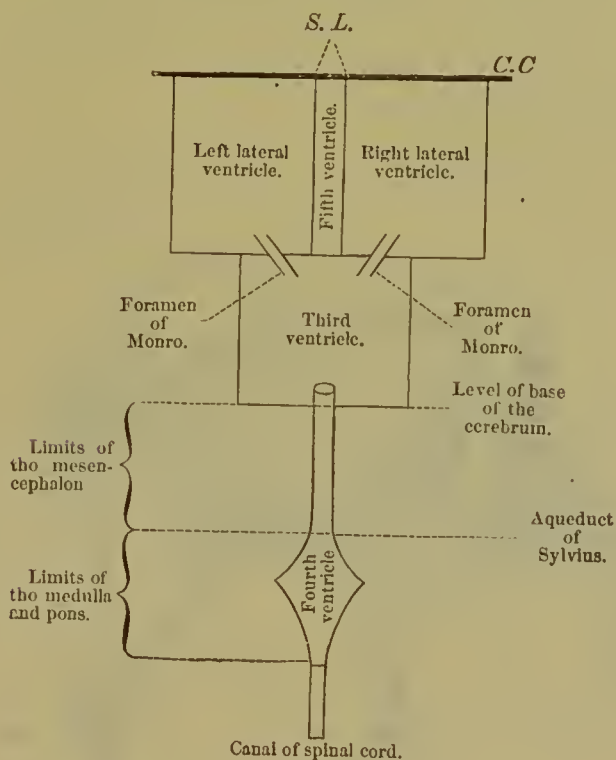 S. L.
C.C
Left lateral
ventricle.
Fifth ventricle.
Right lateral
ventricle.
Foramen
of
Monro.
Third
ventricle.
Foramen
of
Monro.
Level of base
of the
cerebrum.
Limits of
the mesen-
cephalon
Aqueduct
of
Sylvius.
Limits of
the medulla
and pons.
Fourth
ventricle
Canal of spinal cord.